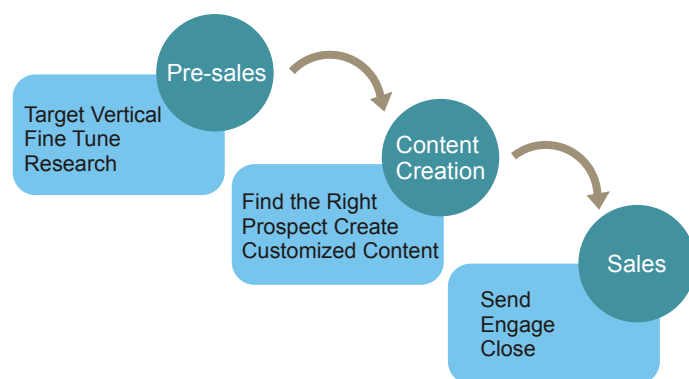 Pre-sales
Target Vertical
Fine Tune
Research
Content
Creation
Find the Right
Prospect Create
Customized Content
Sales
Send
Engage
Close